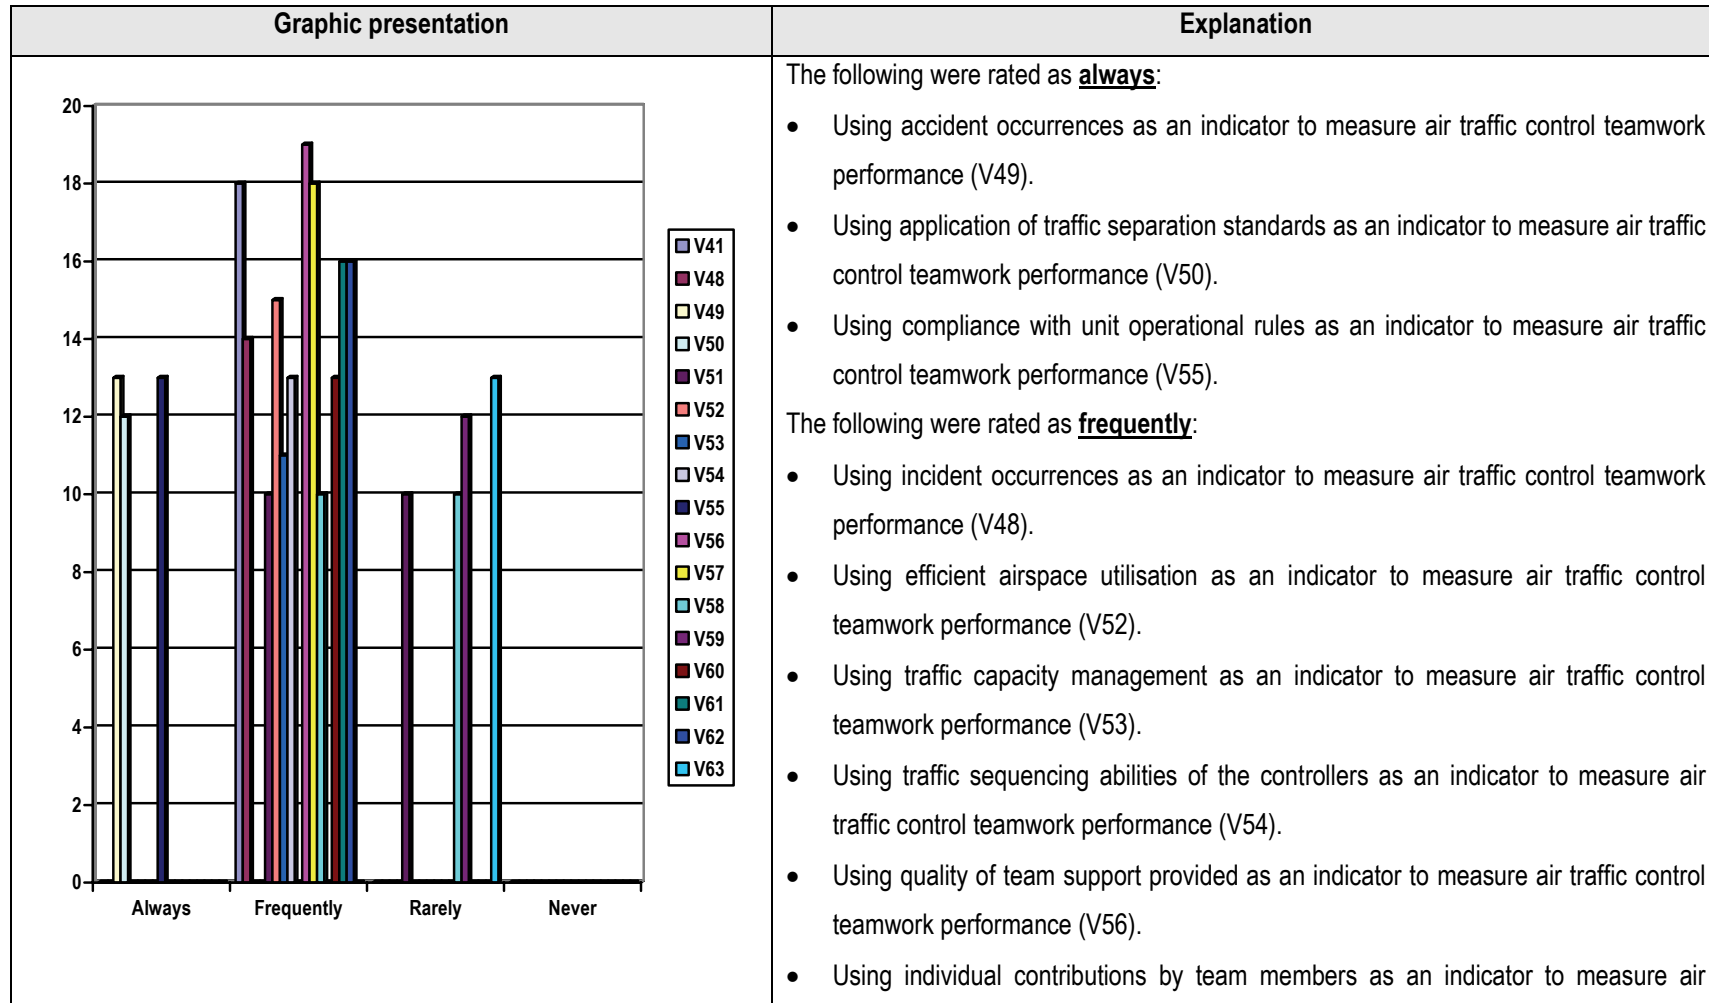 Graphic presentation
Explanation
20
18
16
14
12
10
8
6
4
2
0
Always Frequently Rarely Never
V41
V48
V49
V50
V51
V52
V53
V54
V55
V56
V57
V58
V59
V60
V61
V62
V63
The following were rated as always:
• Using accident occurrences as an indicator to measure air traffic control teamwork
performance (V49).
• Using application of traffic separation standards as an indicator to measure air traffic
control teamwork performance (V50).
• Using compliance with unit operational rules as an indicator to measure air traffic
control teamwork performance (V55).
The following were rated as frequently:
• Using incident occurrences as an indicator to measure air traffic control teamwork
performance (V48).
• Using efficient airspace utilisation as an indicator to measure air traffic control
teamwork performance (V52).
• Using traffic capacity management as an indicator to measure air traffic control
teamwork performance (V53).
• Using traffic sequencing abilities of the controllers as an indicator to measure air
traffic control teamwork performance (V54).
• Using quality of team support provided as an indicator to measure air traffic control
teamwork performance (V56).
• Using individual contributions by team members as an indicator to measure air